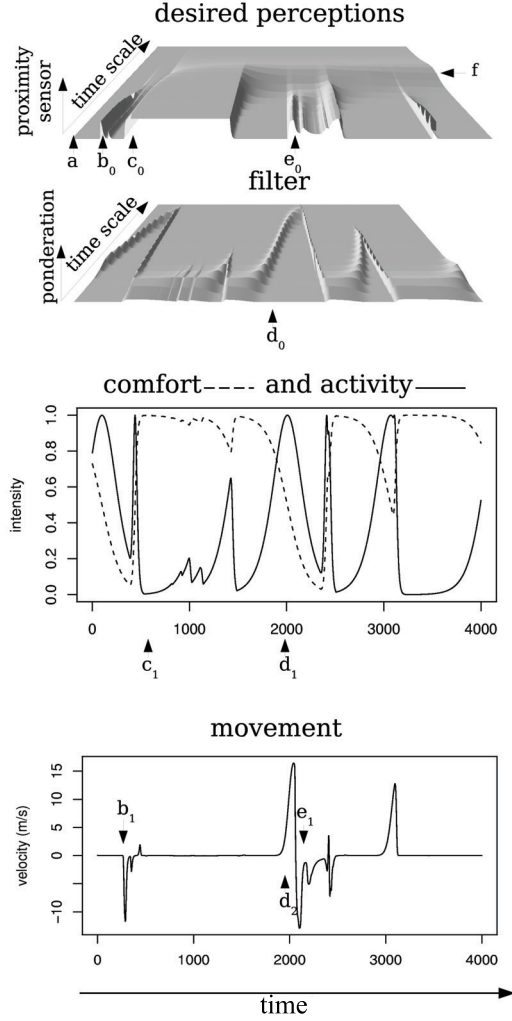 desired perceptions
proximity
sensor
time scale
f
a
b0
c0
e0
filter
ponderation
time scale
d0
comfort---- and activity——
intensity
1.0
0.8
0.6
0.4
0.2
0.0
0 1000 2000 3000 4000
c1 d1
movement
velocity (m/s)
15
10
5
0
−10
b1
e1
d2
0 1000 2000 3000 4000
time